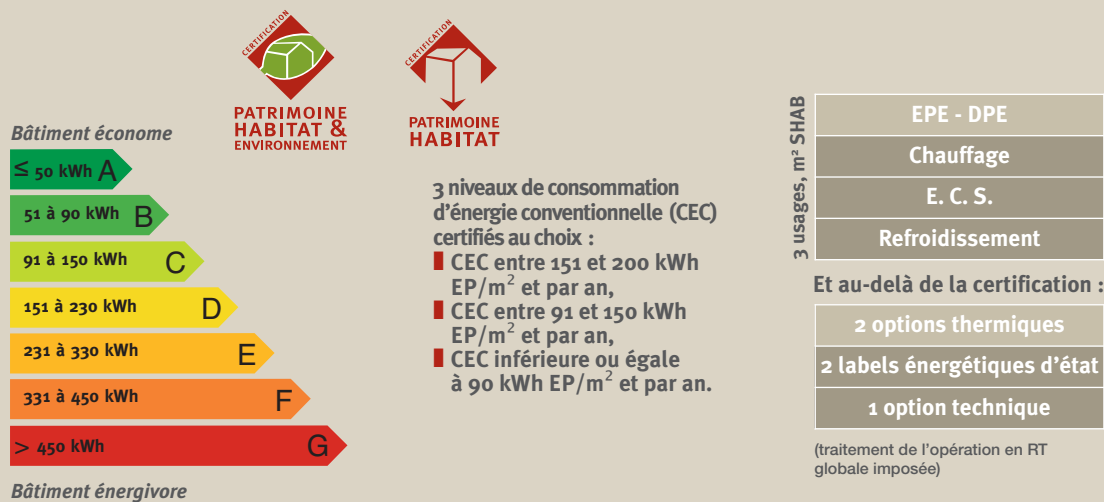 CERTIFICATION
PATRIMOINE
HABITAT &
ENVIRONNEMENT
CERTIFICATION
PATRIMOINE
HABITAT
Bâtiment économe
≤ 50 kWh A
51 à 90 kWh B
91 à 150 kWh C
151 à 230 kWh D
231 à 330 kWh E
331 à 450 kWh F
> 450 kWh G
Bâtiment énergivore
3 niveaux de consommation
d'énergie conventionnelle (CEC)
certifiés au choix :
CEC entre 151 et 200 kWh
EP/m² et par an,
CEC entre 91 et 150 kWh
EP/m² et par an,
CEC inférieure ou égale
à 90 kWh EP/m² et par an.
3 usages, m² SHAB
EPE - DPE
Chauffage
E. C. S.
Refroidissement
Et au-delà de la certification :
2 options thermiques
2 labels énergétiques d'état
1 option technique
(traitement de l'opération en RT
globale imposée)